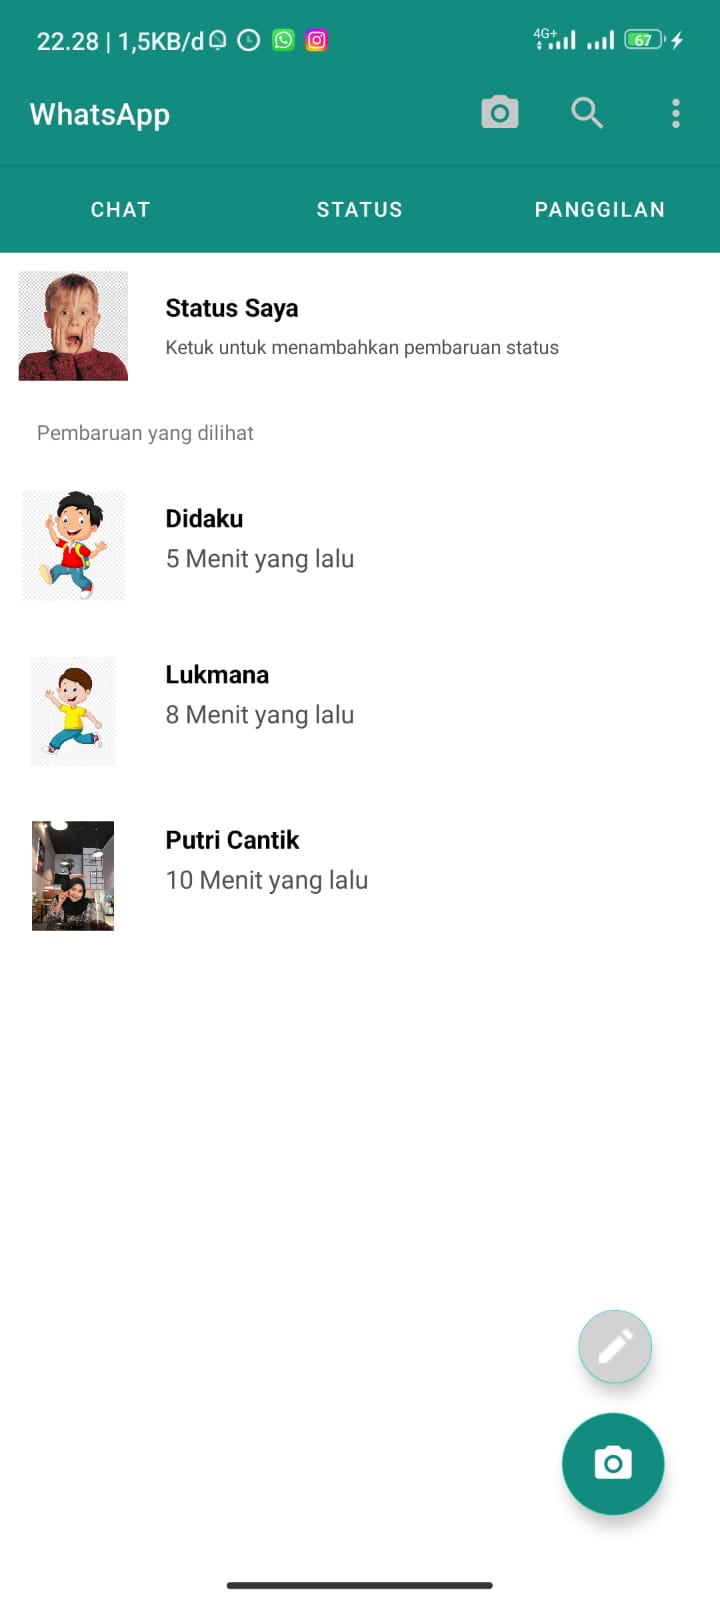 22.28 | 1,5KB/d 4G+ 67
WhatsApp
CHAT STATUS PANGGILAN
Status Saya
Ketuk untuk menambahkan pembaruan status
Pembaruan yang dilihat
Didaku
5 Menit yang lalu
Lukmana
8 Menit yang lalu
Putri Cantik
10 Menit yang lalu